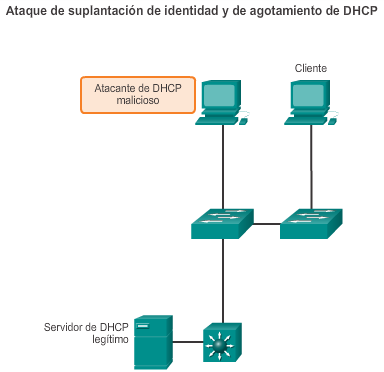 Ataque de suplantación de identidad y de agotamiento de DHCP
Cliente
Atacante de DHCP
malicioso
Servidor de DHCP
legítimo